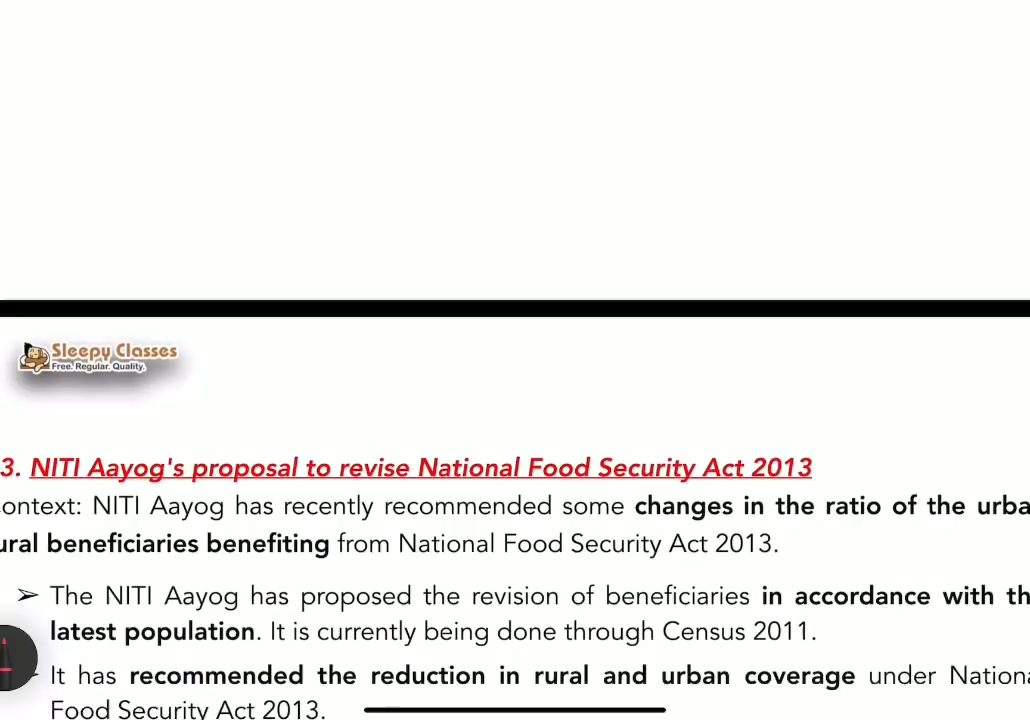 Sleepy Classes
Free. Regular. Quality.
3. NITI Aayog's proposal to revise National Food Security Act 2013
ontext: NITI Aayog has recently recommended some changes in the ratio of the urba
ural beneficiaries benefiting from National Food Security Act 2013.
➢ The NITI Aayog has proposed the revision of beneficiaries in accordance with th
latest population. It is currently being done through Census 2011.
It has recommended the reduction in rural and urban coverage under Nationa
Food Security Act 2013.